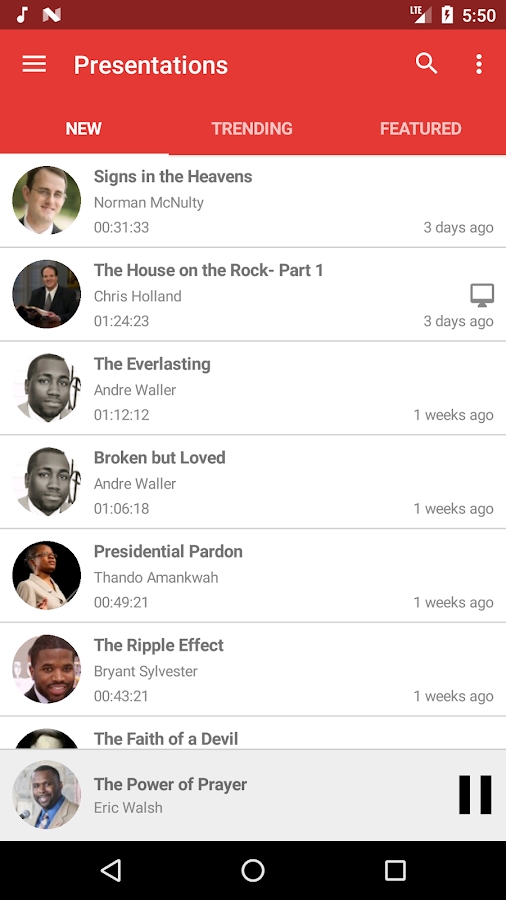 LTE 5:50
Presentations
NEW TRENDING FEATURED
Signs in the Heavens
Norman McNulty
00:31:33 3 days ago
The House on the Rock- Part 1
Chris Holland
01:24:23 3 days ago
The Everlasting
Andre Waller
01:12:12 1 weeks ago
Broken but Loved
Andre Waller
01:06:18 1 weeks ago
Presidential Pardon
Thando Amankwah
00:49:21 1 weeks ago
The Ripple Effect
Bryant Sylvester
00:43:21 1 weeks ago
The Faith of a Devil
The Power of Prayer
Eric Walsh